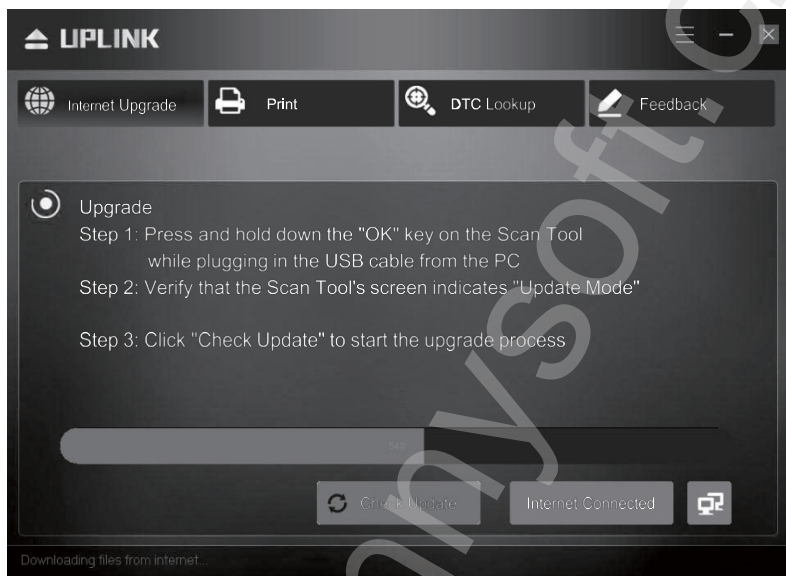 UPLINK
Internet Upgrade
Print
DTC Lookup
Feedback
Upgrade
Step 1: Press and hold down the "OK" key on the Scan Tool
while plugging in the USB cable from the PC
Step 2: Verify that the Scan Tool's screen indicates "Update Mode"
Step 3: Click "Check Update" to start the upgrade process
Check Update
Internet Connected
Downloading files from internet...